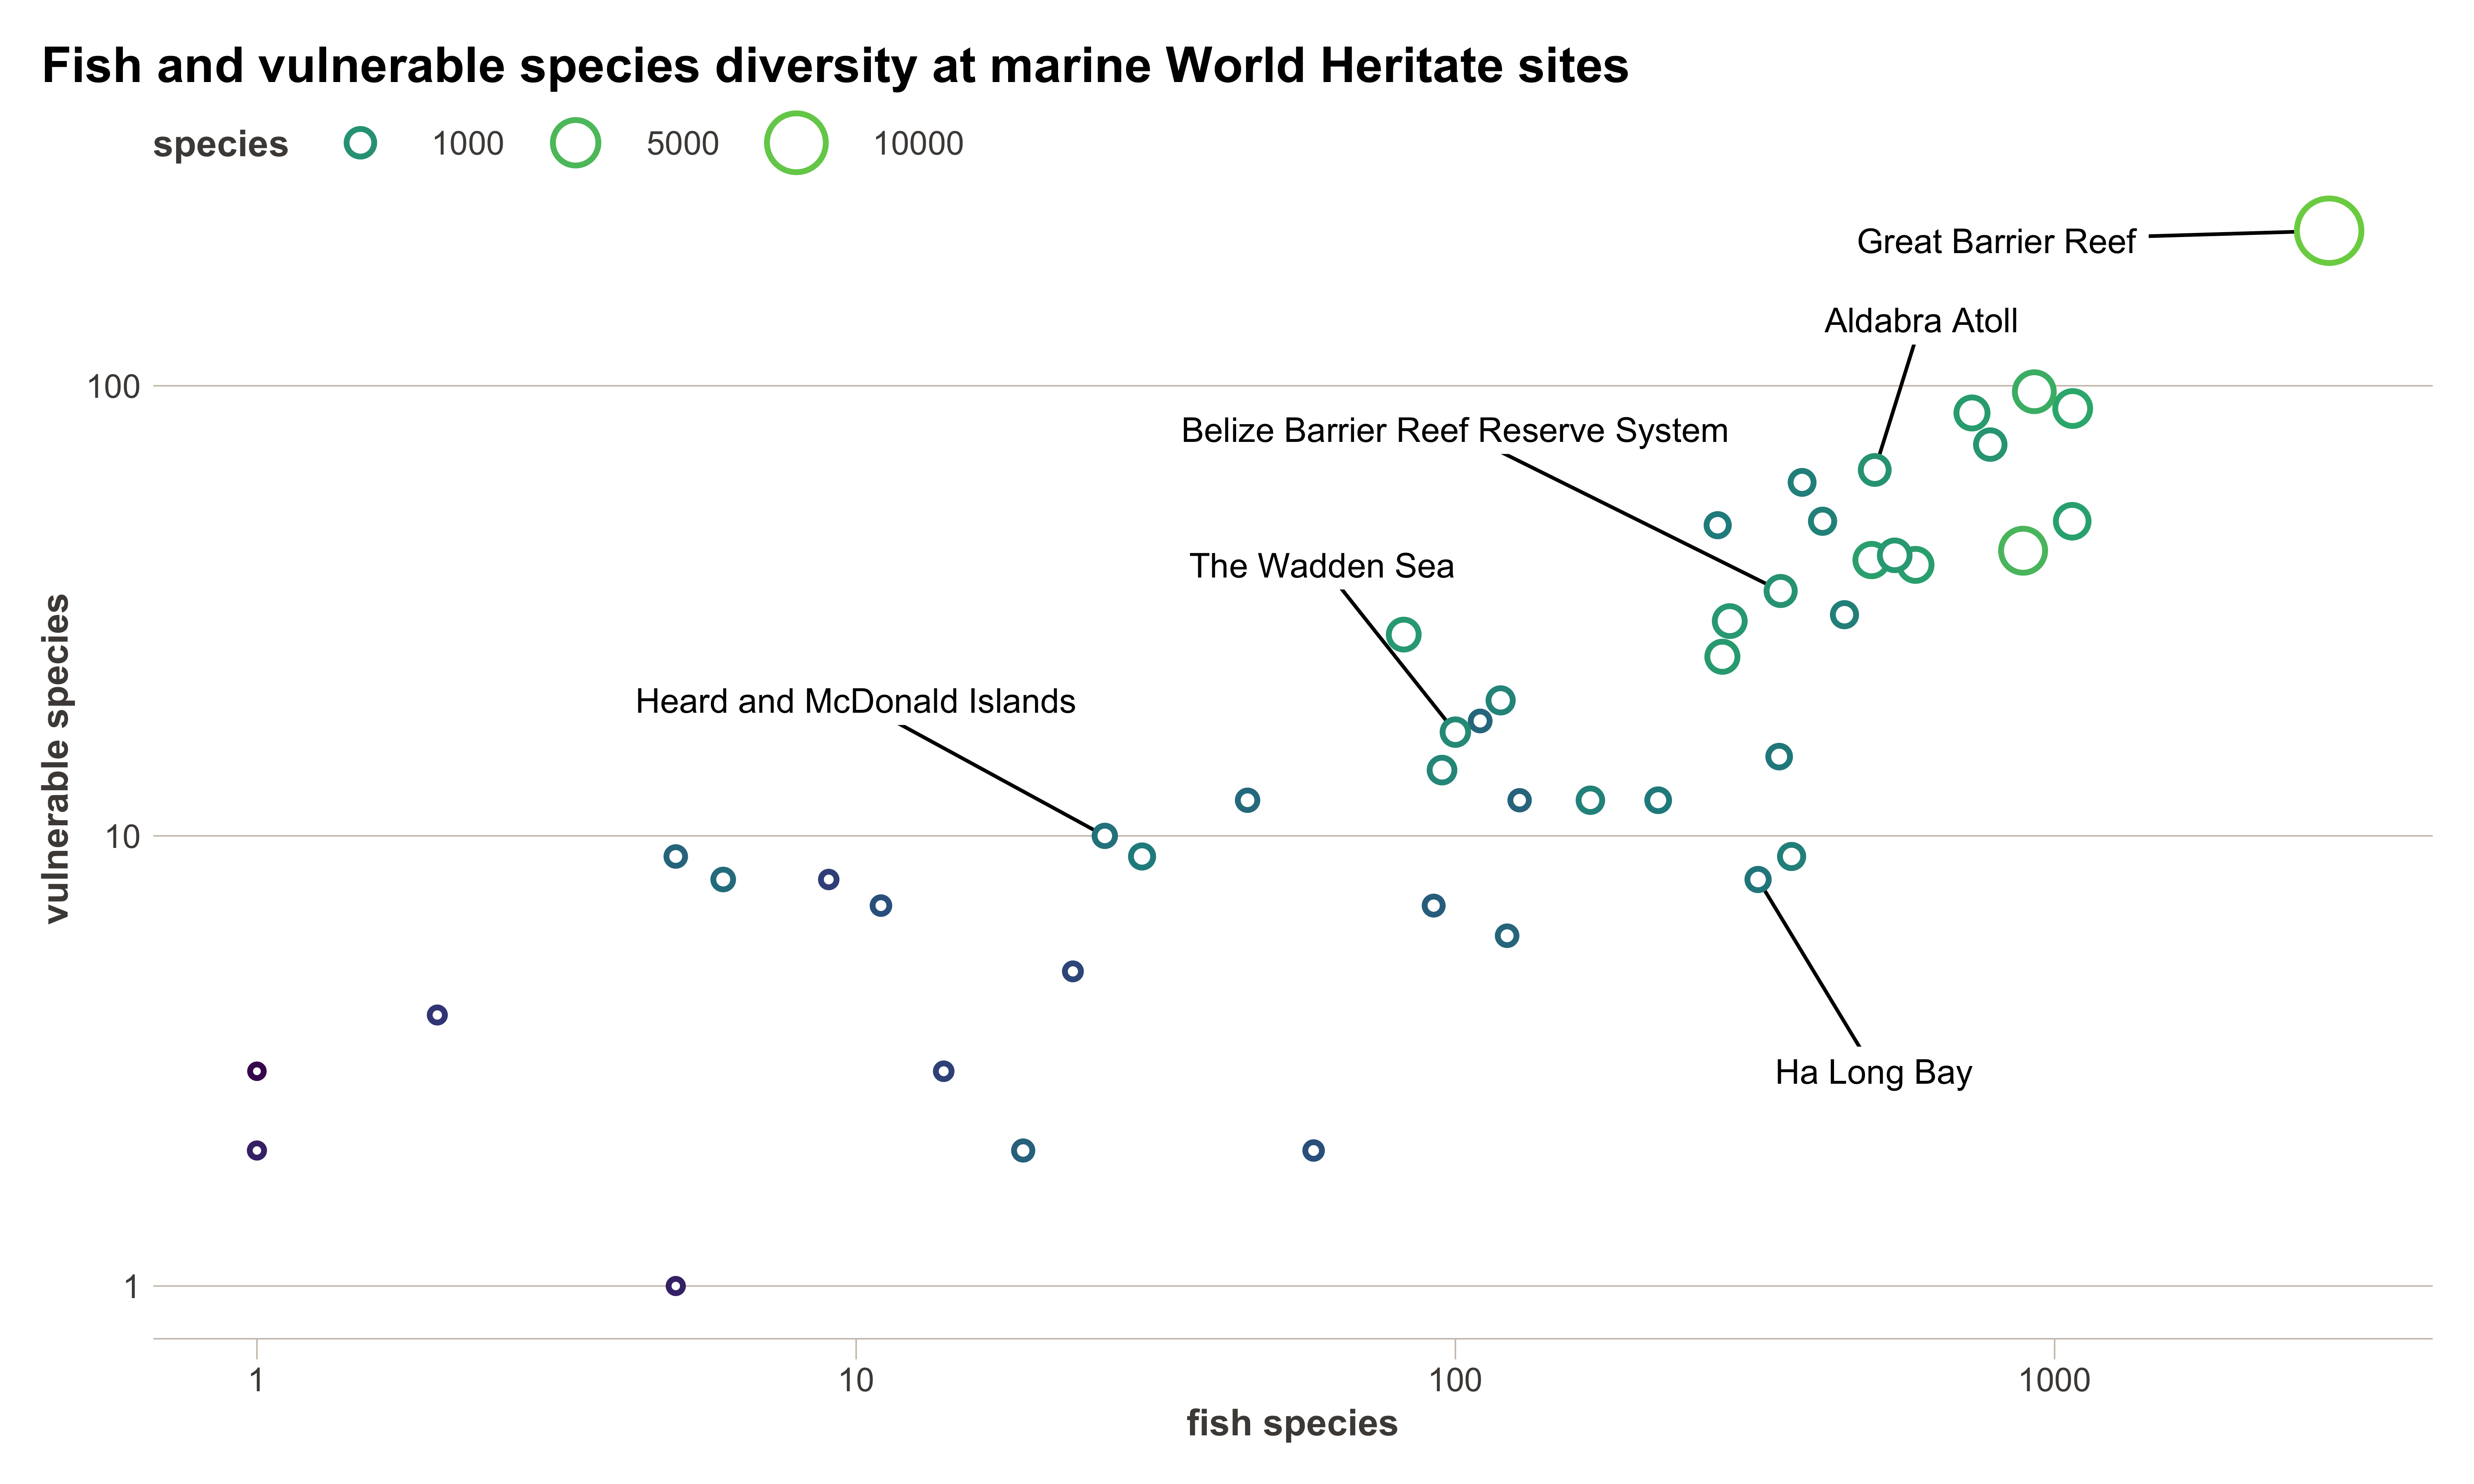 Fish and vulnerable species diversity at marine World Heritate sites
species 1000 5000 10000
Great Barrier Reef
Aldabra Atoll
100
Belize Barrier Reef Reserve System
The Wadden Sea
vulnerable species
Heard and McDonald Islands
10
Ha Long Bay
1
1 10 100 1000
fish species